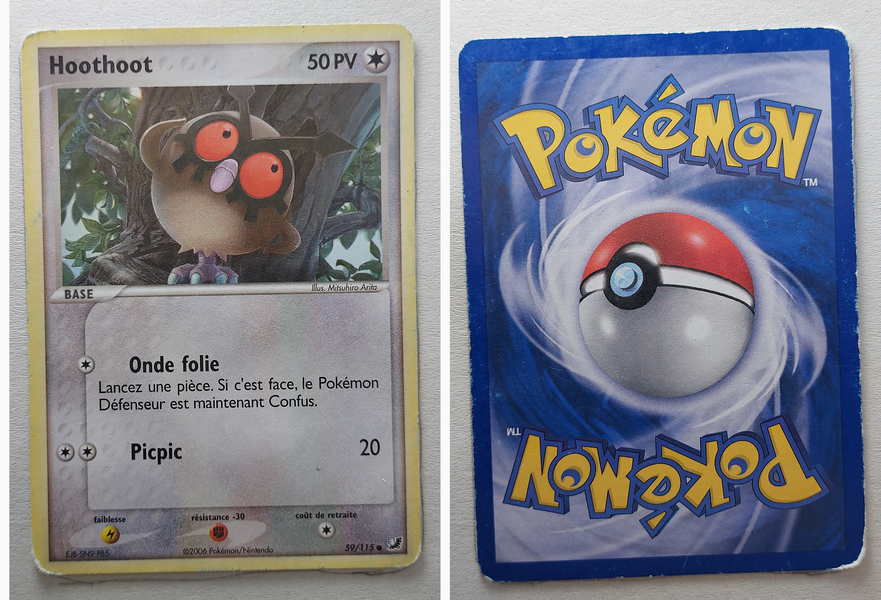 Hoothoot 50 PV
BASE Illus. Mitsuhiro Arita
Onde folie
Lancez une pièce. Si c'est face, le Pokémon
Défenseur est maintenant Confus.
Picpic 20
faiblesse résistance -30 coût de retraite
©2006 Pokémon/Nintendo 59/115
POKéMON
TM
POKéMON
TM